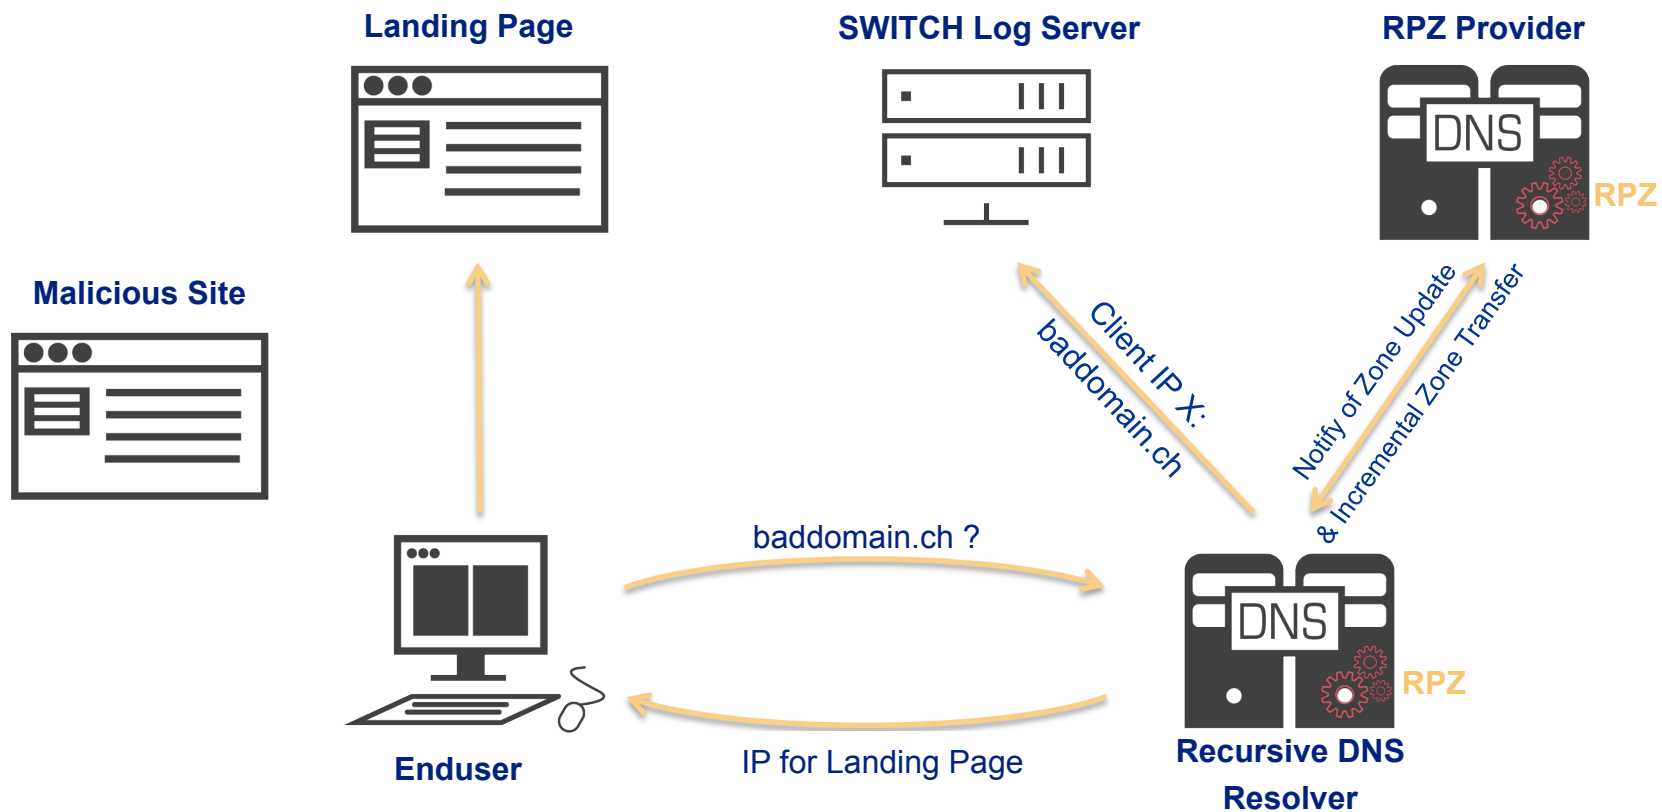 Landing Page
SWITCH Log Server
RPZ Provider
DNS
RPZ
Malicious Site
Client IP X:
baddomain.ch
Notify of Zone Update
& Incremental Zone Transfer
baddomain.ch ?
DNS
RPZ
IP for Landing Page
Enduser
Recursive DNS
Resolver